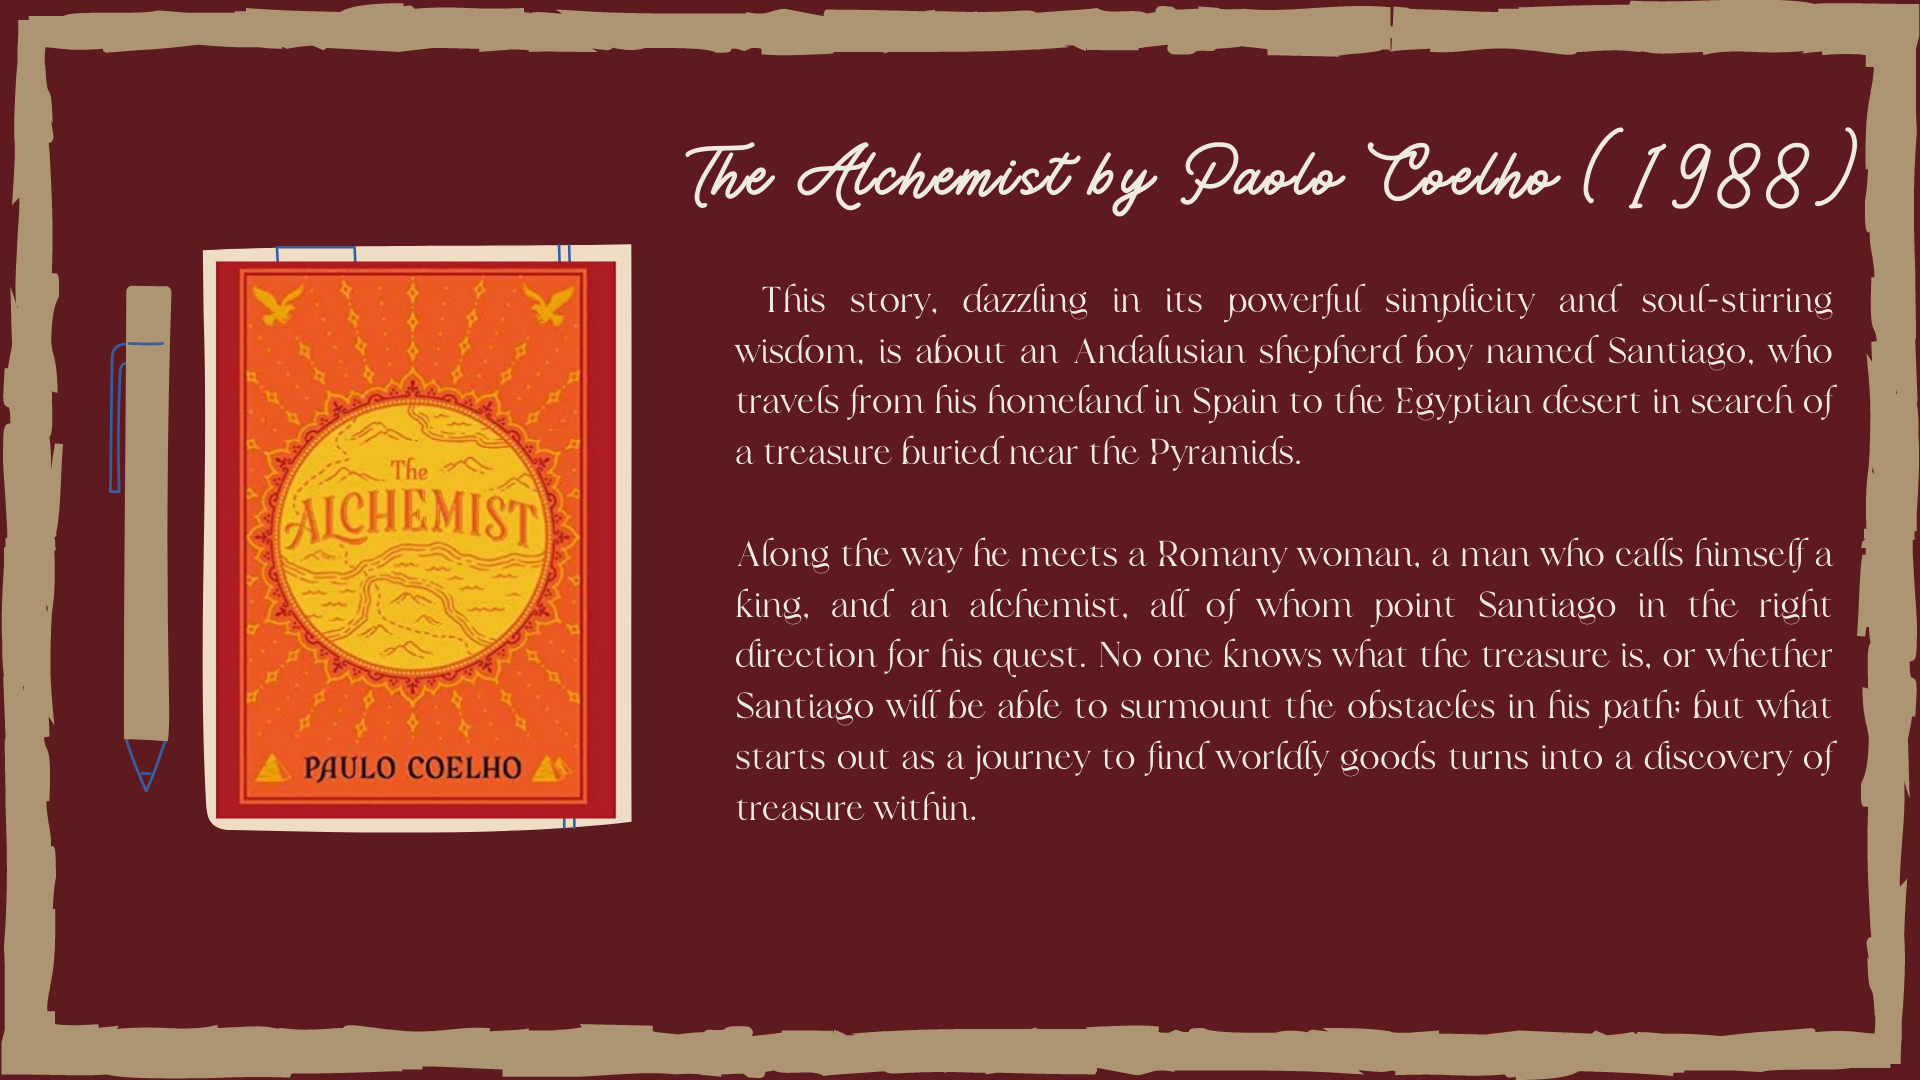 The Alchemist by Paolo Coelho (1988)
The
ALCHEMIST
PAULO COELHO
This story, dazzling in its powerful simplicity and soul-stirring
wisdom, is about an Andalusian shepherd boy named Santiago, who
travels from his homeland in Spain to the Egyptian desert in search of
a treasure buried near the Pyramids.
Along the way he meets a Romany woman, a man who calls himself a
king, and an alchemist, all of whom point Santiago in the right
direction for his quest. No one knows what the treasure is, or whether
Santiago will be able to surmount the obstacles in his path; but what
starts out as a journey to find worldly goods turns into a discovery of
treasure within.